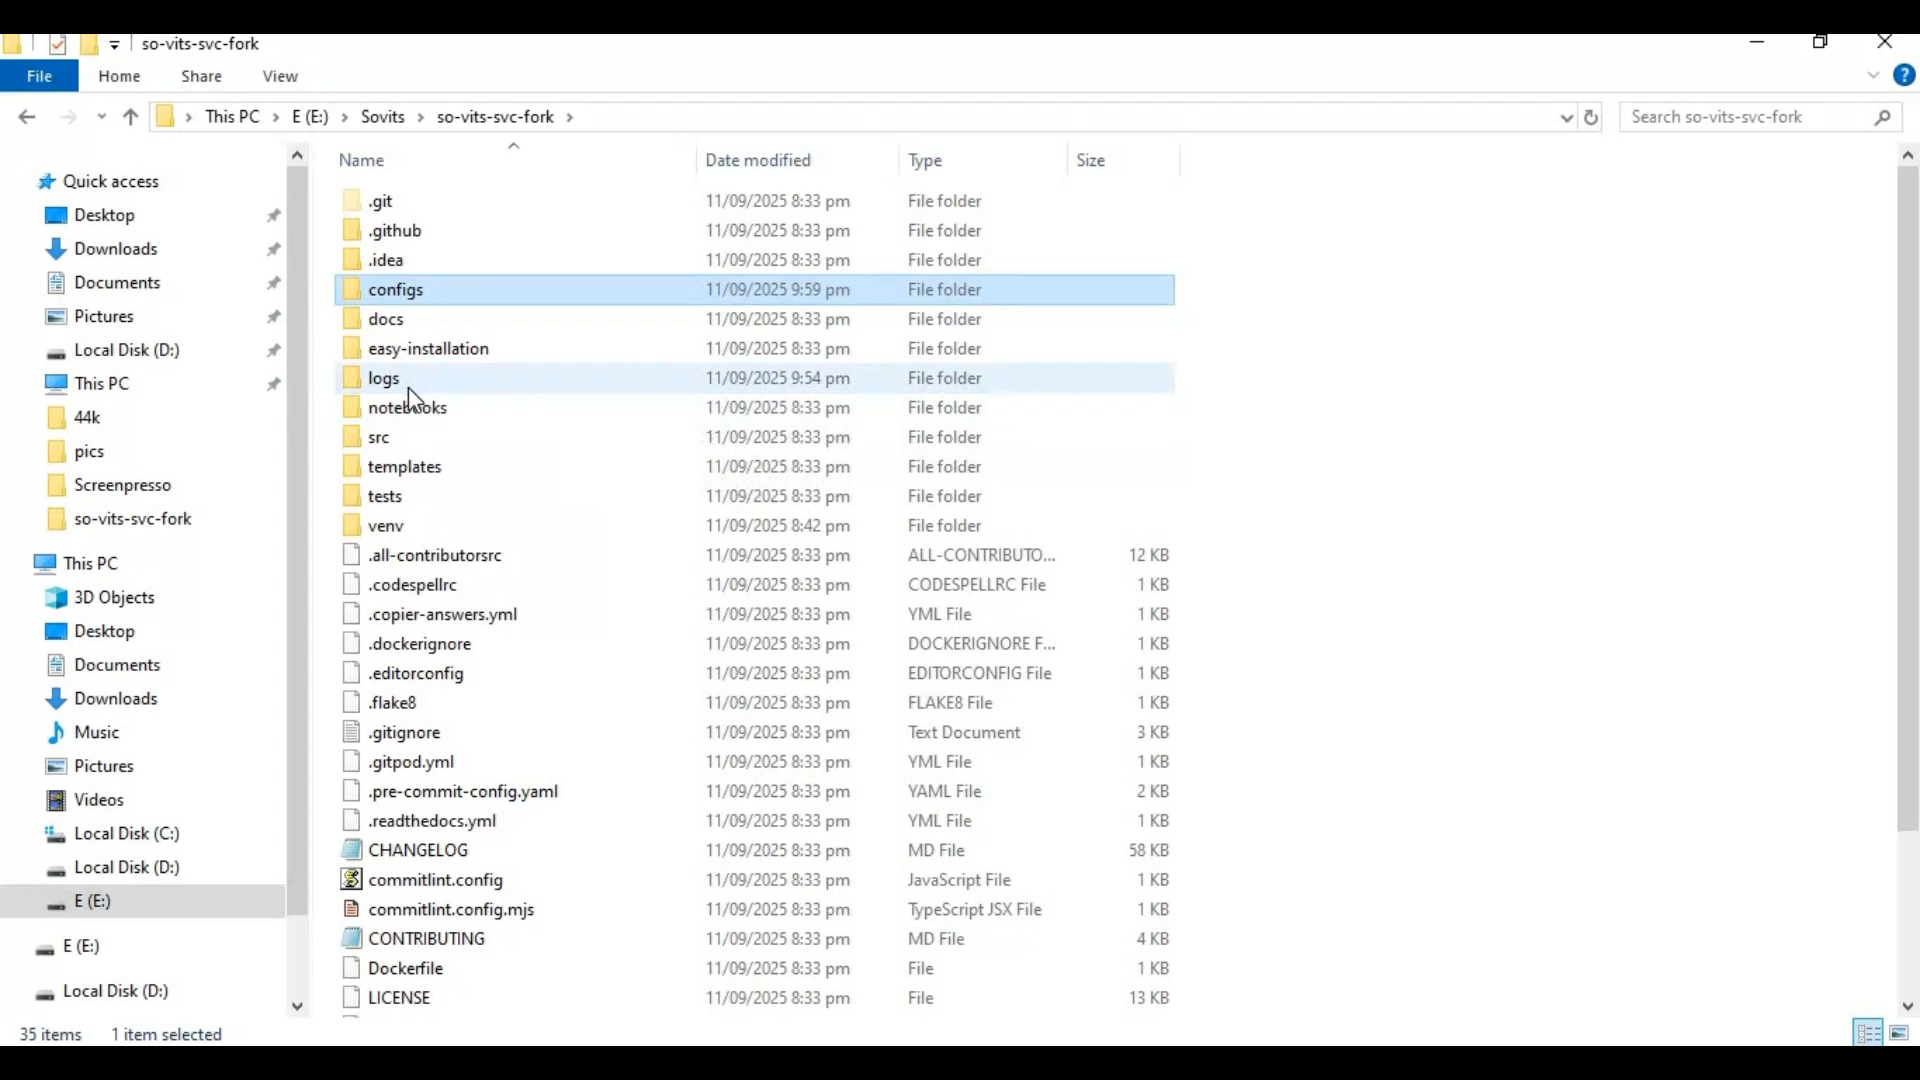 so-vits-svc-fork
File Home Share View
This PC E (E:) Sovits so-vits-svc-fork Search so-vits-svc-fork
Name Date modified Type Size
Quick access
Desktop
Downloads
Documents
Pictures
Local Disk (D:)
This PC
44k
pics
Screenpresso
so-vits-svc-fork
This PC
3D Objects
Desktop
Documents
Downloads
Music
Pictures
Videos
Local Disk (C:)
Local Disk (D:)
E (E:)
E (E:)
Local Disk (D:)
.git 11/09/2025 8:33 pm File folder
.github 11/09/2025 8:33 pm File folder
.idea 11/09/2025 8:33 pm File folder
configs 11/09/2025 9:59 pm File folder
docs 11/09/2025 8:33 pm File folder
easy-installation 11/09/2025 8:33 pm File folder
logs 11/09/2025 9:54 pm File folder
notebooks 11/09/2025 8:33 pm File folder
src 11/09/2025 8:33 pm File folder
templates 11/09/2025 8:33 pm File folder
tests 11/09/2025 8:33 pm File folder
venv 11/09/2025 8:42 pm File folder
.all-contributorsrc 11/09/2025 8:33 pm ALL-CONTRIBUTO... 12 KB
.codespellrc 11/09/2025 8:33 pm CODESPELLRC File 1 KB
.copier-answers.yml 11/09/2025 8:33 pm YML File 1 KB
.dockerignore 11/09/2025 8:33 pm DOCKERIGNORE F... 1 KB
.editorconfig 11/09/2025 8:33 pm EDITORCONFIG File 1 KB
.flake8 11/09/2025 8:33 pm FLAKE8 File 1 KB
.gitignore 11/09/2025 8:33 pm Text Document 3 KB
.gitpod.yml 11/09/2025 8:33 pm YML File 1 KB
.pre-commit-config.yaml 11/09/2025 8:33 pm YAML File 2 KB
.readthedocs.yml 11/09/2025 8:33 pm YML File 1 KB
CHANGELOG 11/09/2025 8:33 pm MD File 58 KB
commitlint.config 11/09/2025 8:33 pm JavaScript File 1 KB
commitlint.config.mjs 11/09/2025 8:33 pm TypeScript JSX File 1 KB
CONTRIBUTING 11/09/2025 8:33 pm MD File 4 KB
Dockerfile 11/09/2025 8:33 pm File 1 KB
LICENSE 11/09/2025 8:33 pm File 13 KB
35 items 1 item selected